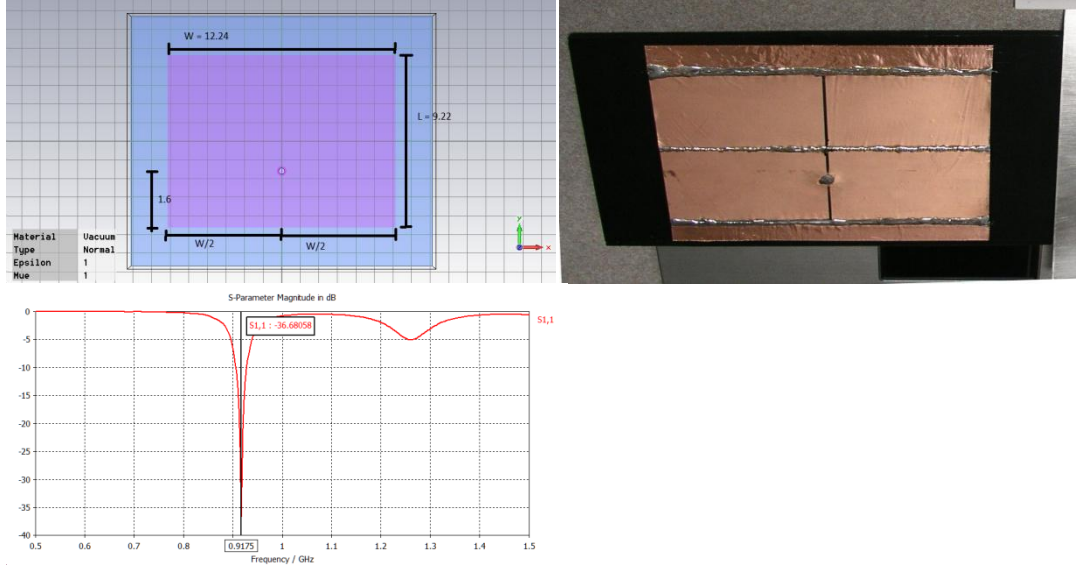 W = 12.24
L = 9.22
1.6
W/2
W/2
Material Vacuum
Type Normal
Epsilon 1
Mue 1
y
x
S-Parameter Magnitude in dB
S1,1 : -36.68058
S1,1
0
-5
-10
-15
-20
-25
-30
-35
-40
0.5 0.6 0.7 0.8 0.9175 1 1.1 1.2 1.3 1.4 1.5
Frequency / GHz